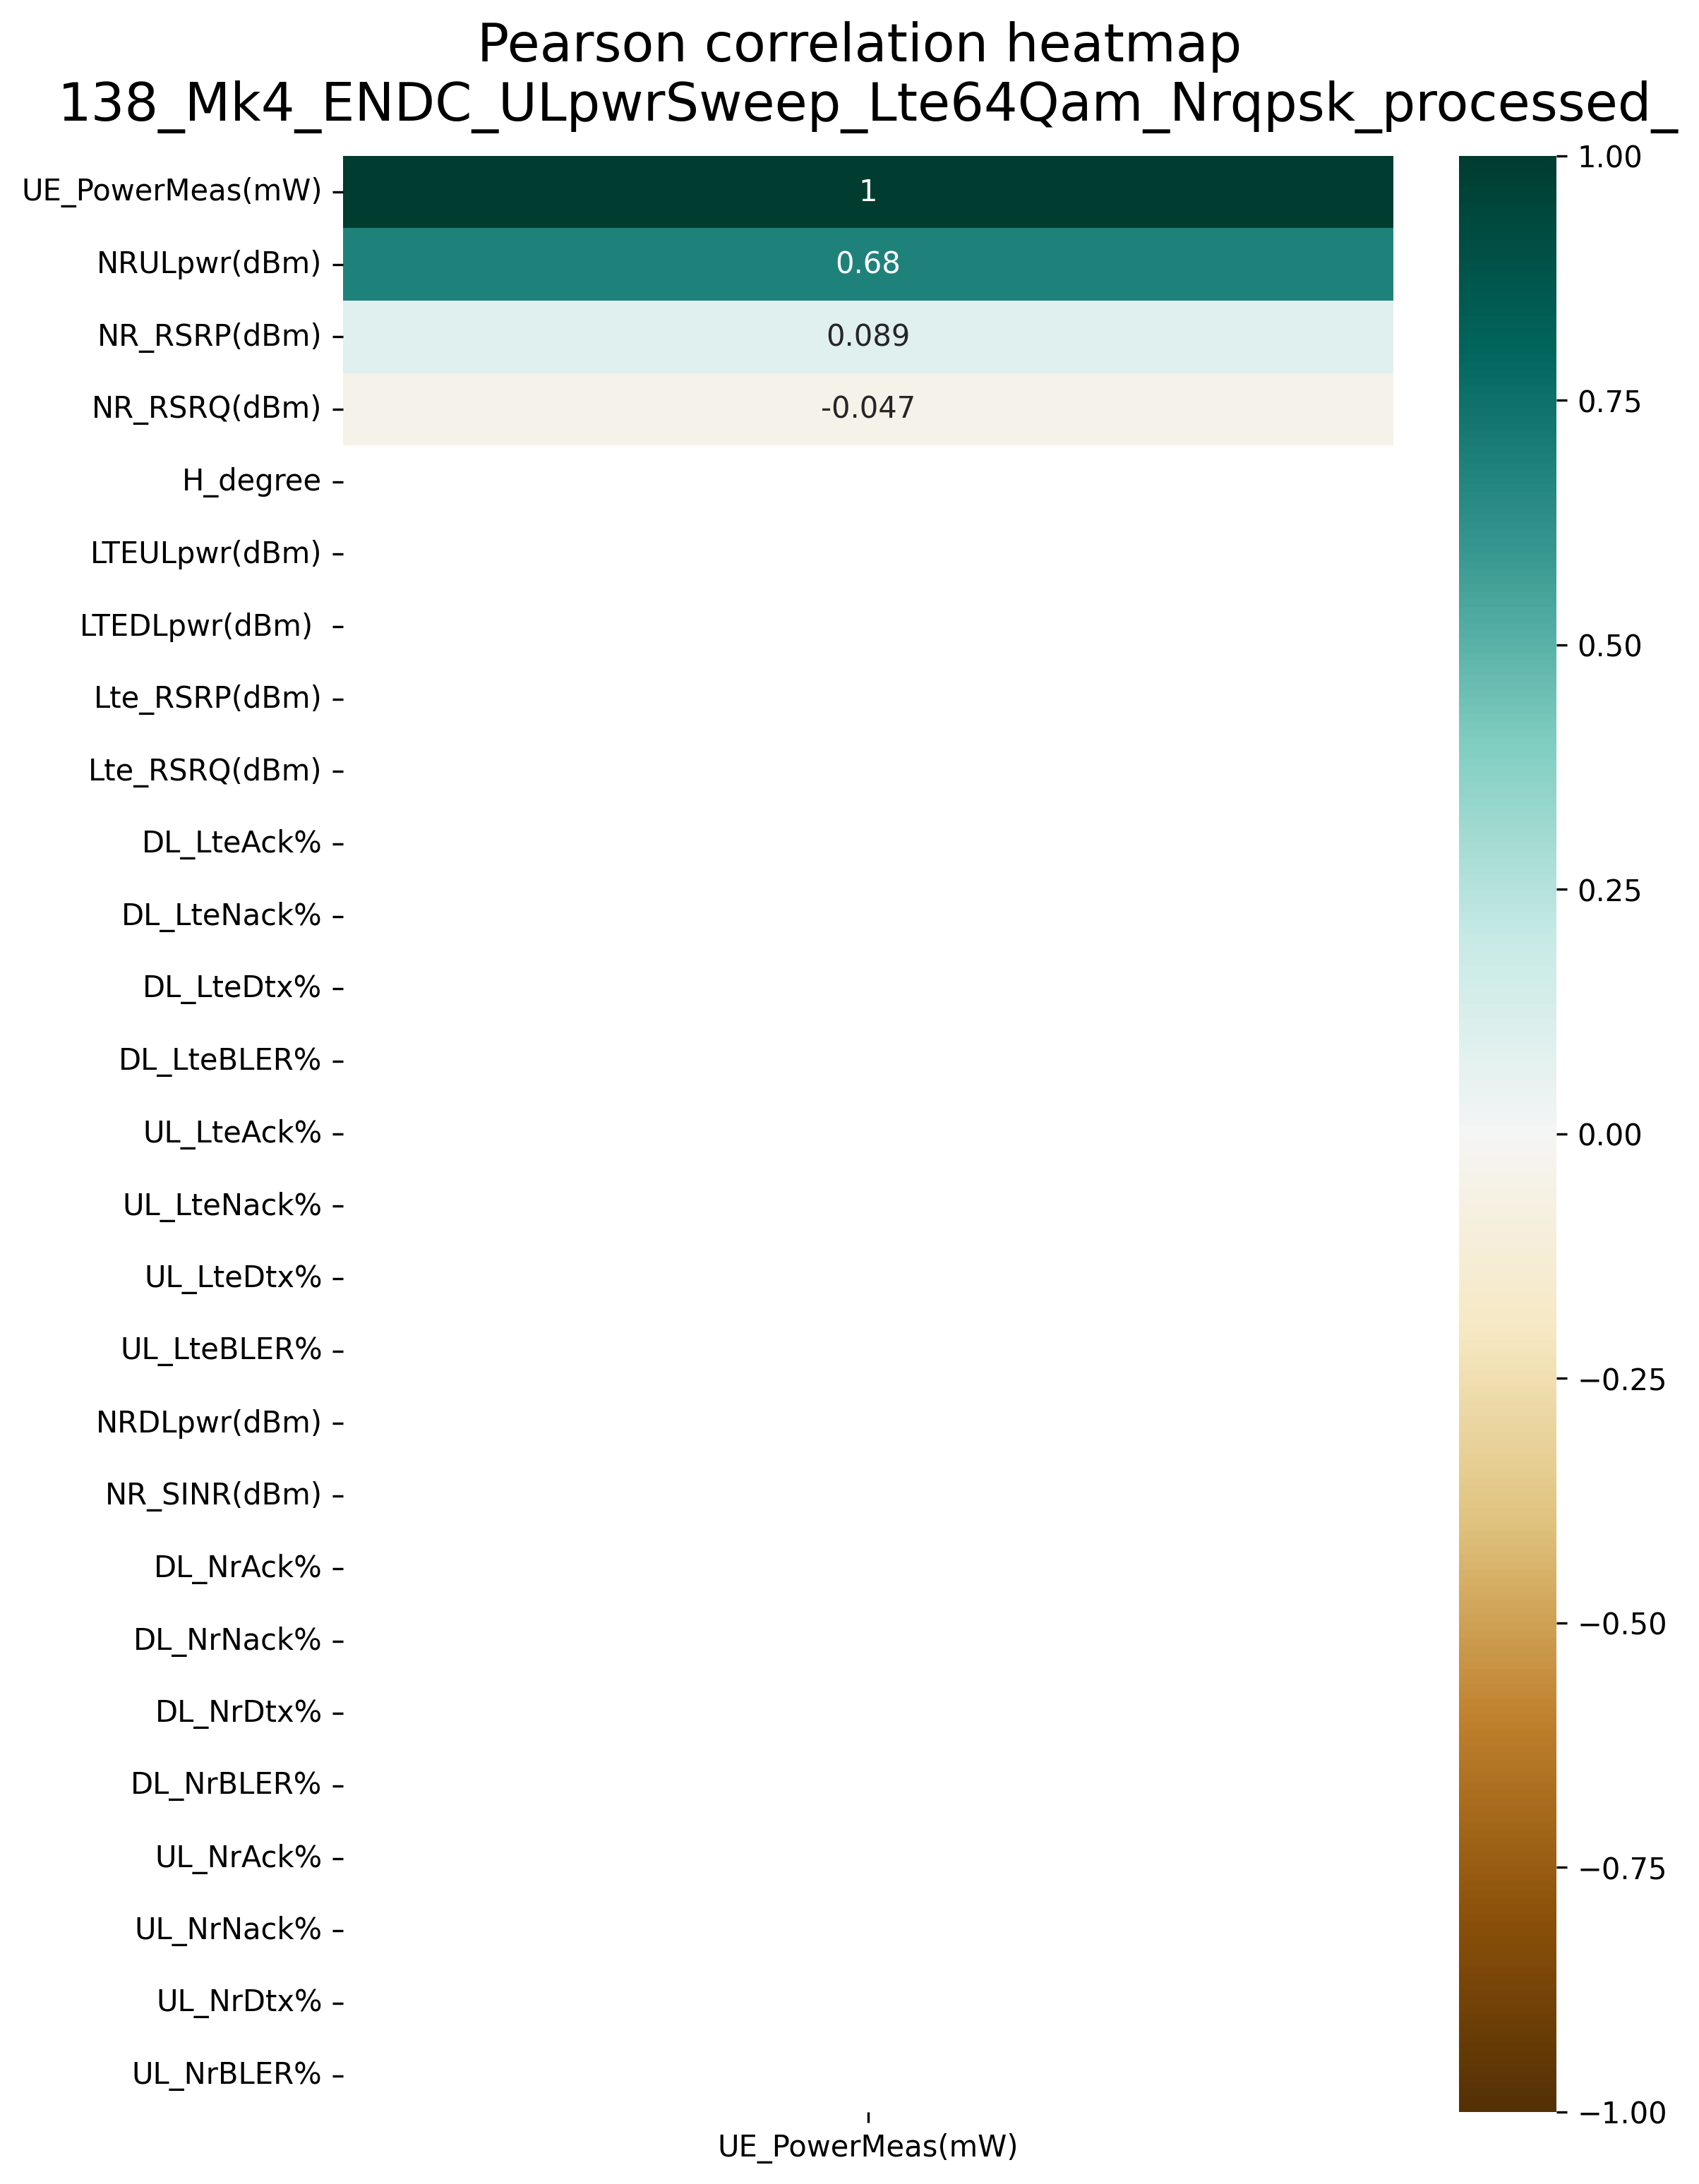 Pearson correlation heatmap
138_Mk4_ENDC_ULpwrSweep_Lte64Qam_Nrqpsk_processed_
UE_PowerMeas(mW)
1
NRULpwr(dBm)
0.68
NR_RSRP(dBm)
0.089
NR_RSRQ(dBm)
-0.047
H_degree
LTEULpwr(dBm)
LTEDLpwr(dBm)
Lte_RSRP(dBm)
Lte_RSRQ(dBm)
DL_LteAck%
DL_LteNack%
DL_LteDtx%
DL_LteBLER%
UL_LteAck%
UL_LteNack%
UL_LteDtx%
UL_LteBLER%
NRDLpwr(dBm)
NR_SINR(dBm)
DL_NrAck%
DL_NrNack%
DL_NrDtx%
DL_NrBLER%
UL_NrAck%
UL_NrNack%
UL_NrDtx%
UL_NrBLER%
UE_PowerMeas(mW)
1.00
0.75
0.50
0.25
0.00
−0.25
−0.50
−0.75
−1.00